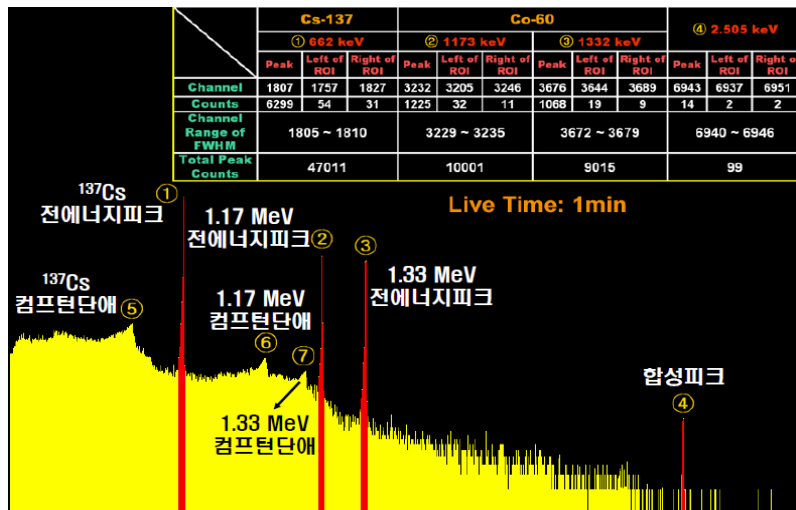 Cs-137 Co-60 ④ 2.505 keV
① 662 keV ② 1173 keV ③ 1332 keV
Peak Left of ROI Right of ROI Peak Left of ROI Right of ROI Peak Left of ROI Right of ROI Peak Left of ROI Right of ROI
Channel 1807 1757 1827 3232 3205 3246 3676 3644 3689 6943 6937 6951
Counts 6299 54 31 1225 32 11 1068 19 9 14 2 2
Channel Range of FWHM 1805 ~ 1810 3229 ~ 3235 3672 ~ 3679 6940 ~ 6946
Total Peak Counts 47011 10001 9015 99
Live Time: 1min
¹³⁷Cs ①
전에너지피크
1.17 MeV
전에너지피크 ②
③
1.33 MeV
전에너지피크
¹³⁷Cs
컴프턴단애 ⑤
1.17 MeV
컴프턴단애
⑥
⑦
1.33 MeV
컴프턴단애
합성피크
④